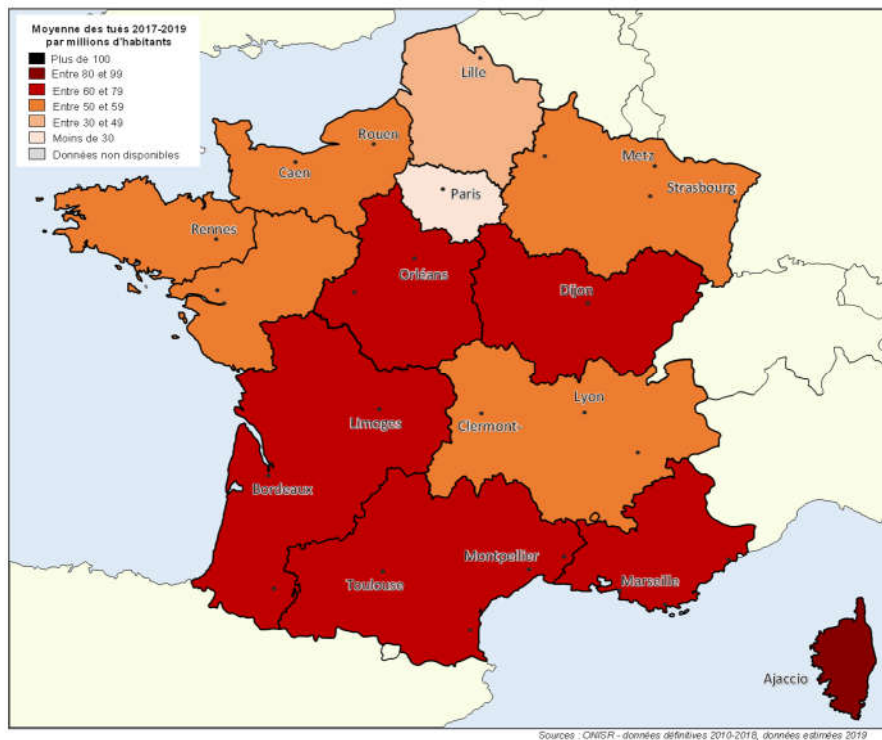 Moyenne des tués 2017-2019
par millions d'habitants
Plus de 100
Entre 80 et 99
Entre 60 et 79
Entre 50 et 59
Entre 30 et 49
Moins de 30
Données non disponibles
Lille
Rouen
Caen
Metz
Paris
Strasbourg
Rennes
Orléans
Dijon
Lyon
Limoges
Clermont-
Bordeaux
Montpellier
Toulouse
Marseille
Ajaccio
Sources : ONISR - données définitives 2010-2018, données estimées 2019